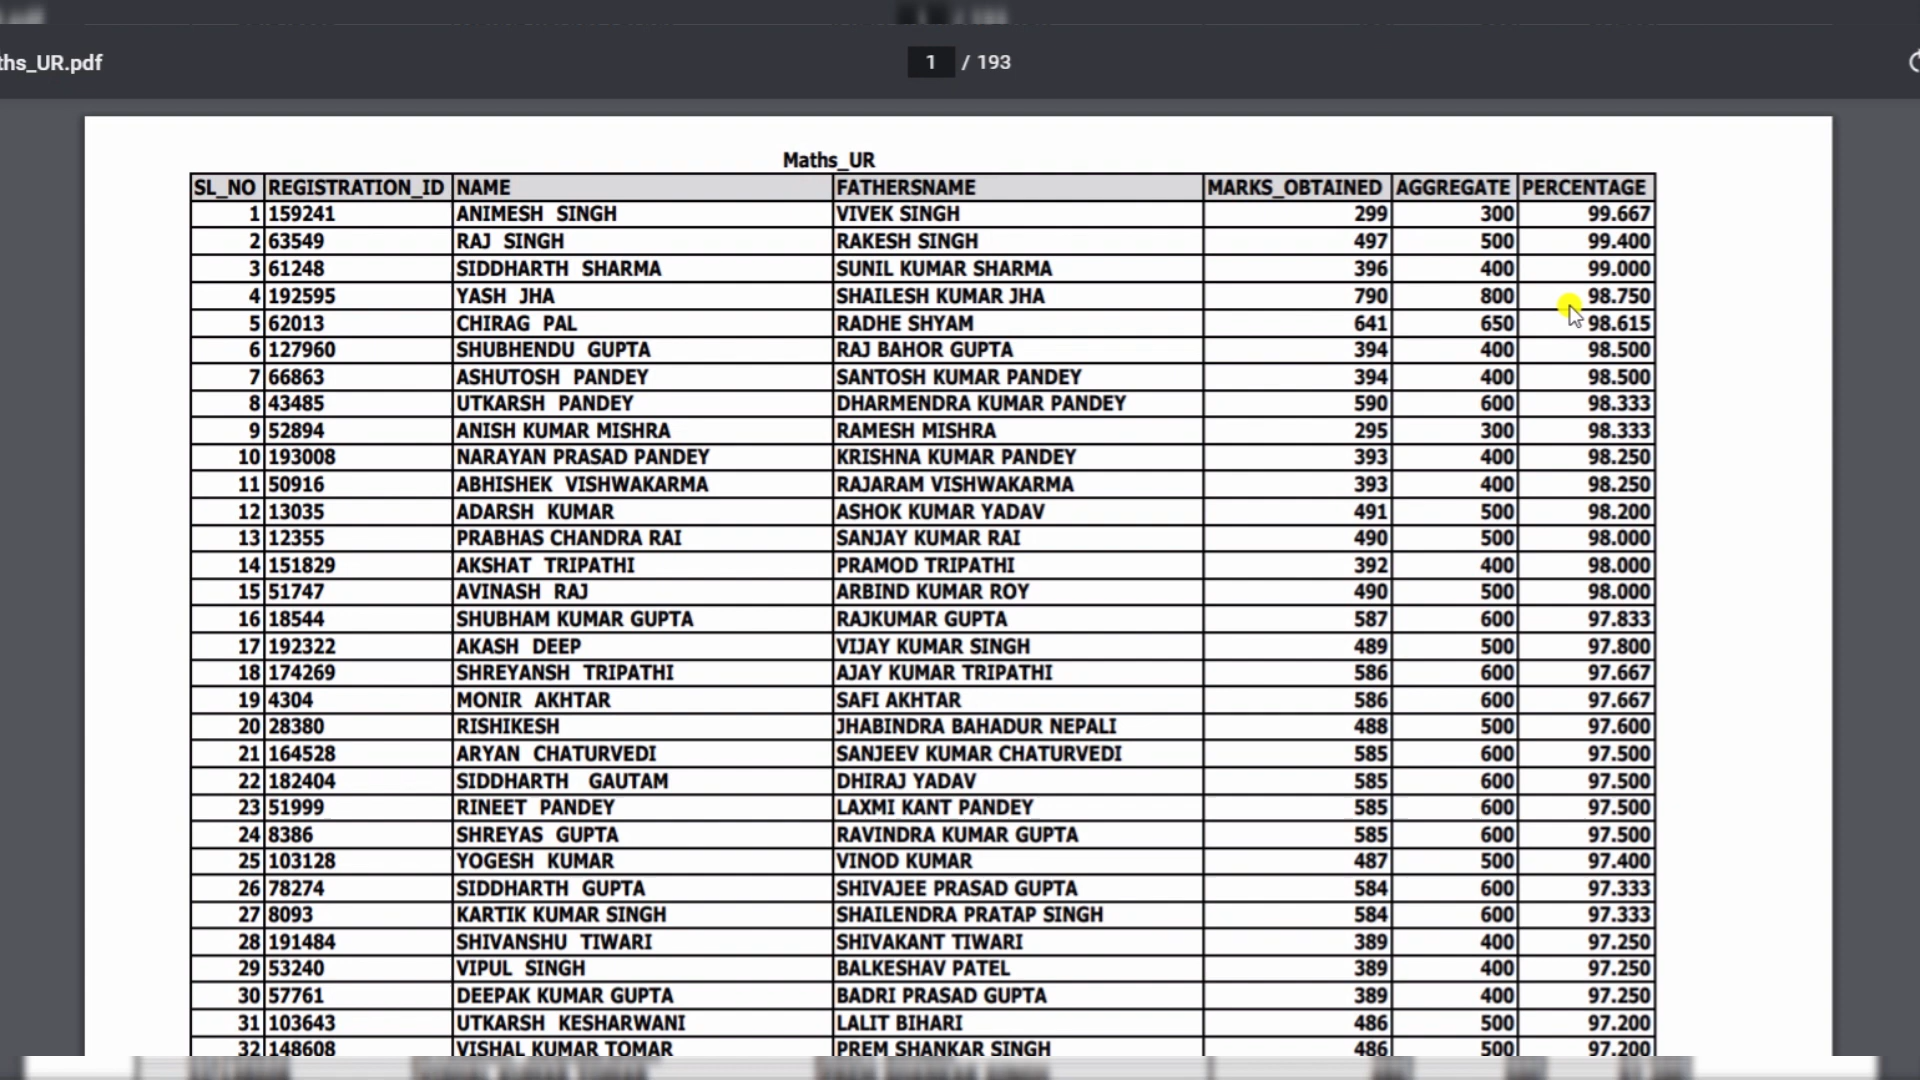 ths_UR.pdf
1 / 193
Maths_UR
SL_NO REGISTRATION_ID NAME FATHERSNAME MARKS_OBTAINED AGGREGATE PERCENTAGE
1 159241 ANIMESH SINGH VIVEK SINGH 299 300 99.667
2 63549 RAJ SINGH RAKESH SINGH 497 500 99.400
3 61248 SIDDHARTH SHARMA SUNIL KUMAR SHARMA 396 400 99.000
4 192595 YASH JHA SHAILESH KUMAR JHA 790 800 98.750
5 62013 CHIRAG PAL RADHE SHYAM 641 650 98.615
6 127960 SHUBHENDU GUPTA RAJ BAHOR GUPTA 394 400 98.500
7 66863 ASHUTOSH PANDEY SANTOSH KUMAR PANDEY 394 400 98.500
8 43485 UTKARSH PANDEY DHARMENDRA KUMAR PANDEY 590 600 98.333
9 52894 ANISH KUMAR MISHRA RAMESH MISHRA 295 300 98.333
10 193008 NARAYAN PRASAD PANDEY KRISHNA KUMAR PANDEY 393 400 98.250
11 50916 ABHISHEK VISHWAKARMA RAJARAM VISHWAKARMA 393 400 98.250
12 13035 ADARSH KUMAR ASHOK KUMAR YADAV 491 500 98.200
13 12355 PRABHAS CHANDRA RAI SANJAY KUMAR RAI 490 500 98.000
14 151829 AKSHAT TRIPATHI PRAMOD TRIPATHI 392 400 98.000
15 51747 AVINASH RAJ ARBIND KUMAR ROY 490 500 98.000
16 18544 SHUBHAM KUMAR GUPTA RAJKUMAR GUPTA 587 600 97.833
17 192322 AKASH DEEP VIJAY KUMAR SINGH 489 500 97.800
18 174269 SHREYANSH TRIPATHI AJAY KUMAR TRIPATHI 586 600 97.667
19 4304 MONIR AKHTAR SAFI AKHTAR 586 600 97.667
20 28380 RISHIKESH JHABINDRA BAHADUR NEPALI 488 500 97.600
21 164528 ARYAN CHATURVEDI SANJEEV KUMAR CHATURVEDI 585 600 97.500
22 182404 SIDDHARTH GAUTAM DHIRAJ YADAV 585 600 97.500
23 51999 RINEET PANDEY LAXMI KANT PANDEY 585 600 97.500
24 8386 SHREYAS GUPTA RAVINDRA KUMAR GUPTA 585 600 97.500
25 103128 YOGESH KUMAR VINOD KUMAR 487 500 97.400
26 78274 SIDDHARTH GUPTA SHIVAJEE PRASAD GUPTA 584 600 97.333
27 8093 KARTIK KUMAR SINGH SHAILENDRA PRATAP SINGH 584 600 97.333
28 191484 SHIVANSHU TIWARI SHIVAKANT TIWARI 389 400 97.250
29 53240 VIPUL SINGH BALKESHAV PATEL 389 400 97.250
30 57761 DEEPAK KUMAR GUPTA BADRI PRASAD GUPTA 389 400 97.250
31 103643 UTKARSH KESHARWANI LALIT BIHARI 486 500 97.200
32 148608 VISHAL KUMAR TOMAR PREM SHANKAR SINGH 486 500 97.200